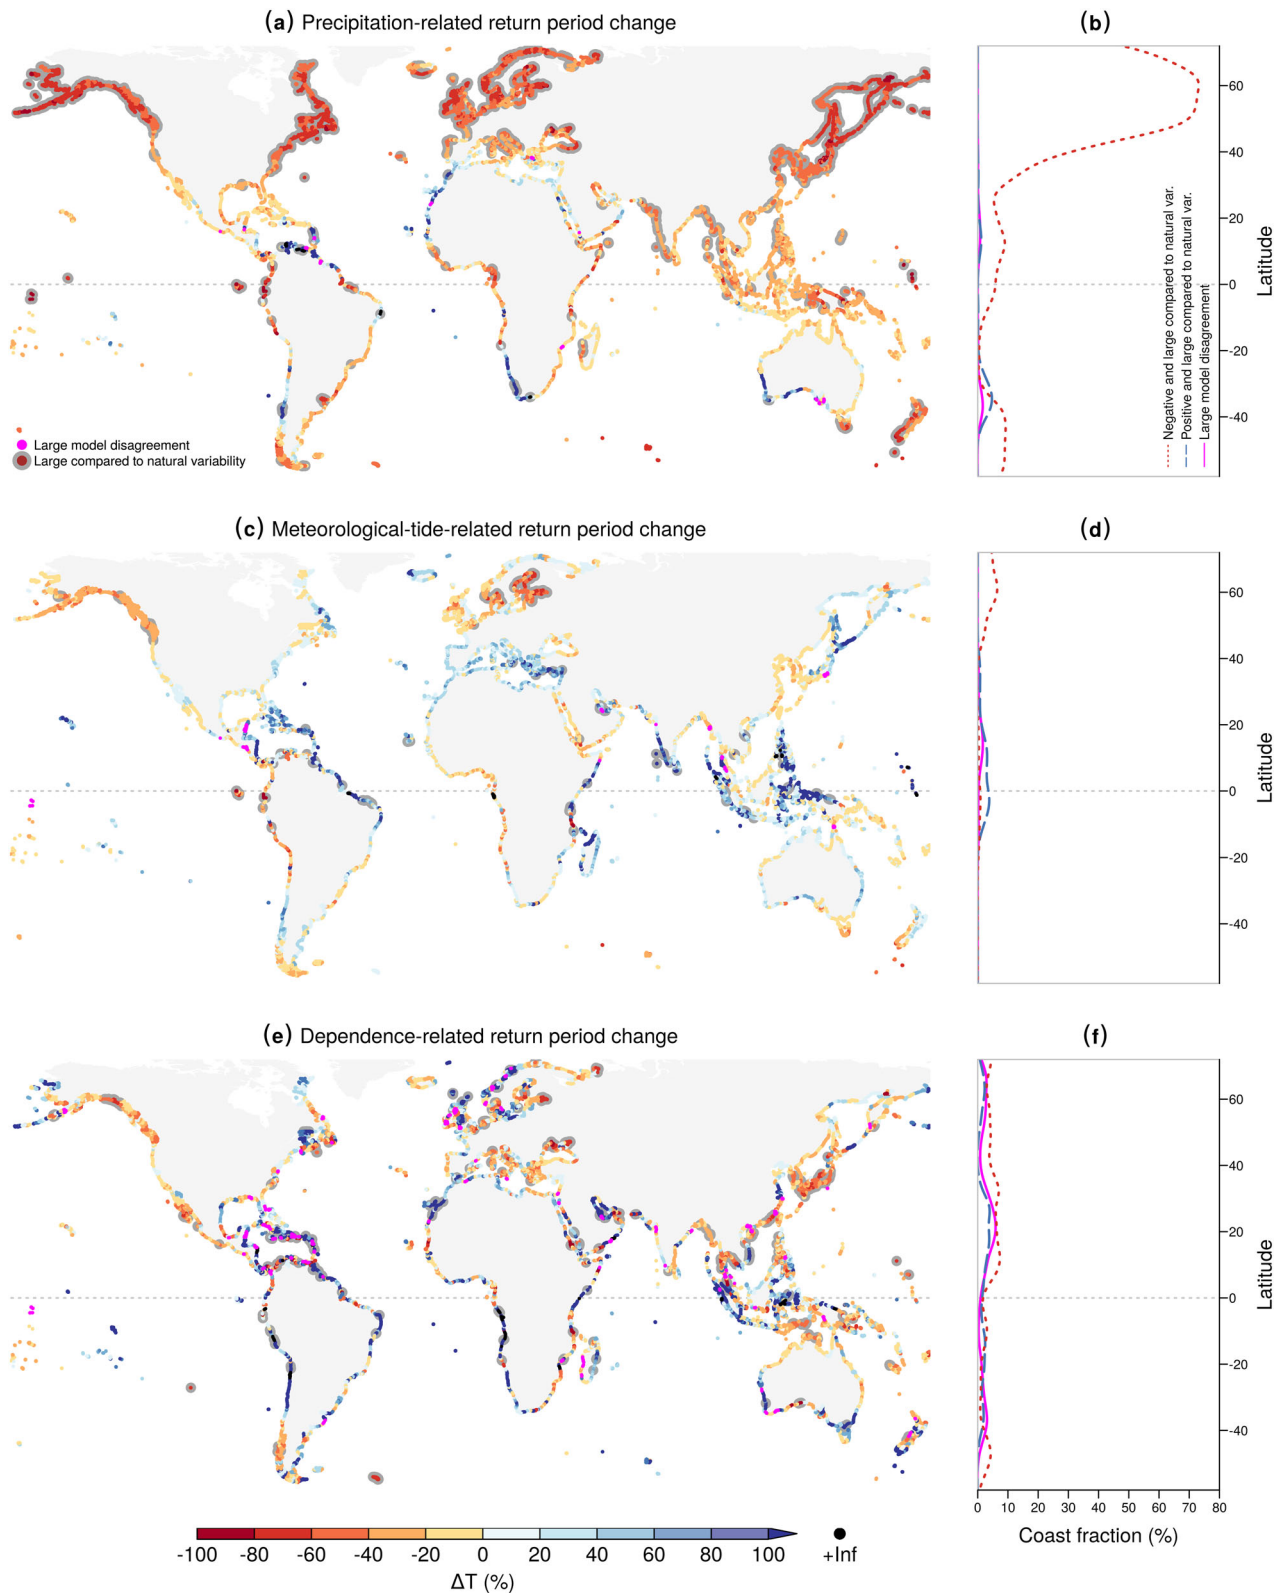 (a) Precipitation-related return period change
(b)
60
40
20
0
-20
-40
Latitude
Negative and large compared to natural var.
Positive and large compared to natural var.
Large model disagreement
Large model disagreement
Large compared to natural variability
(c) Meteorological-tide-related return period change
(d)
60
40
20
0
-20
-40
Latitude
(e) Dependence-related return period change
(f)
60
40
20
0
-20
-40
Latitude
0 10 20 30 40 50 60 70 80
Coast fraction (%)
-100 -80 -60 -40 -20 0 20 40 60 80 100
+Inf
ΔT (%)